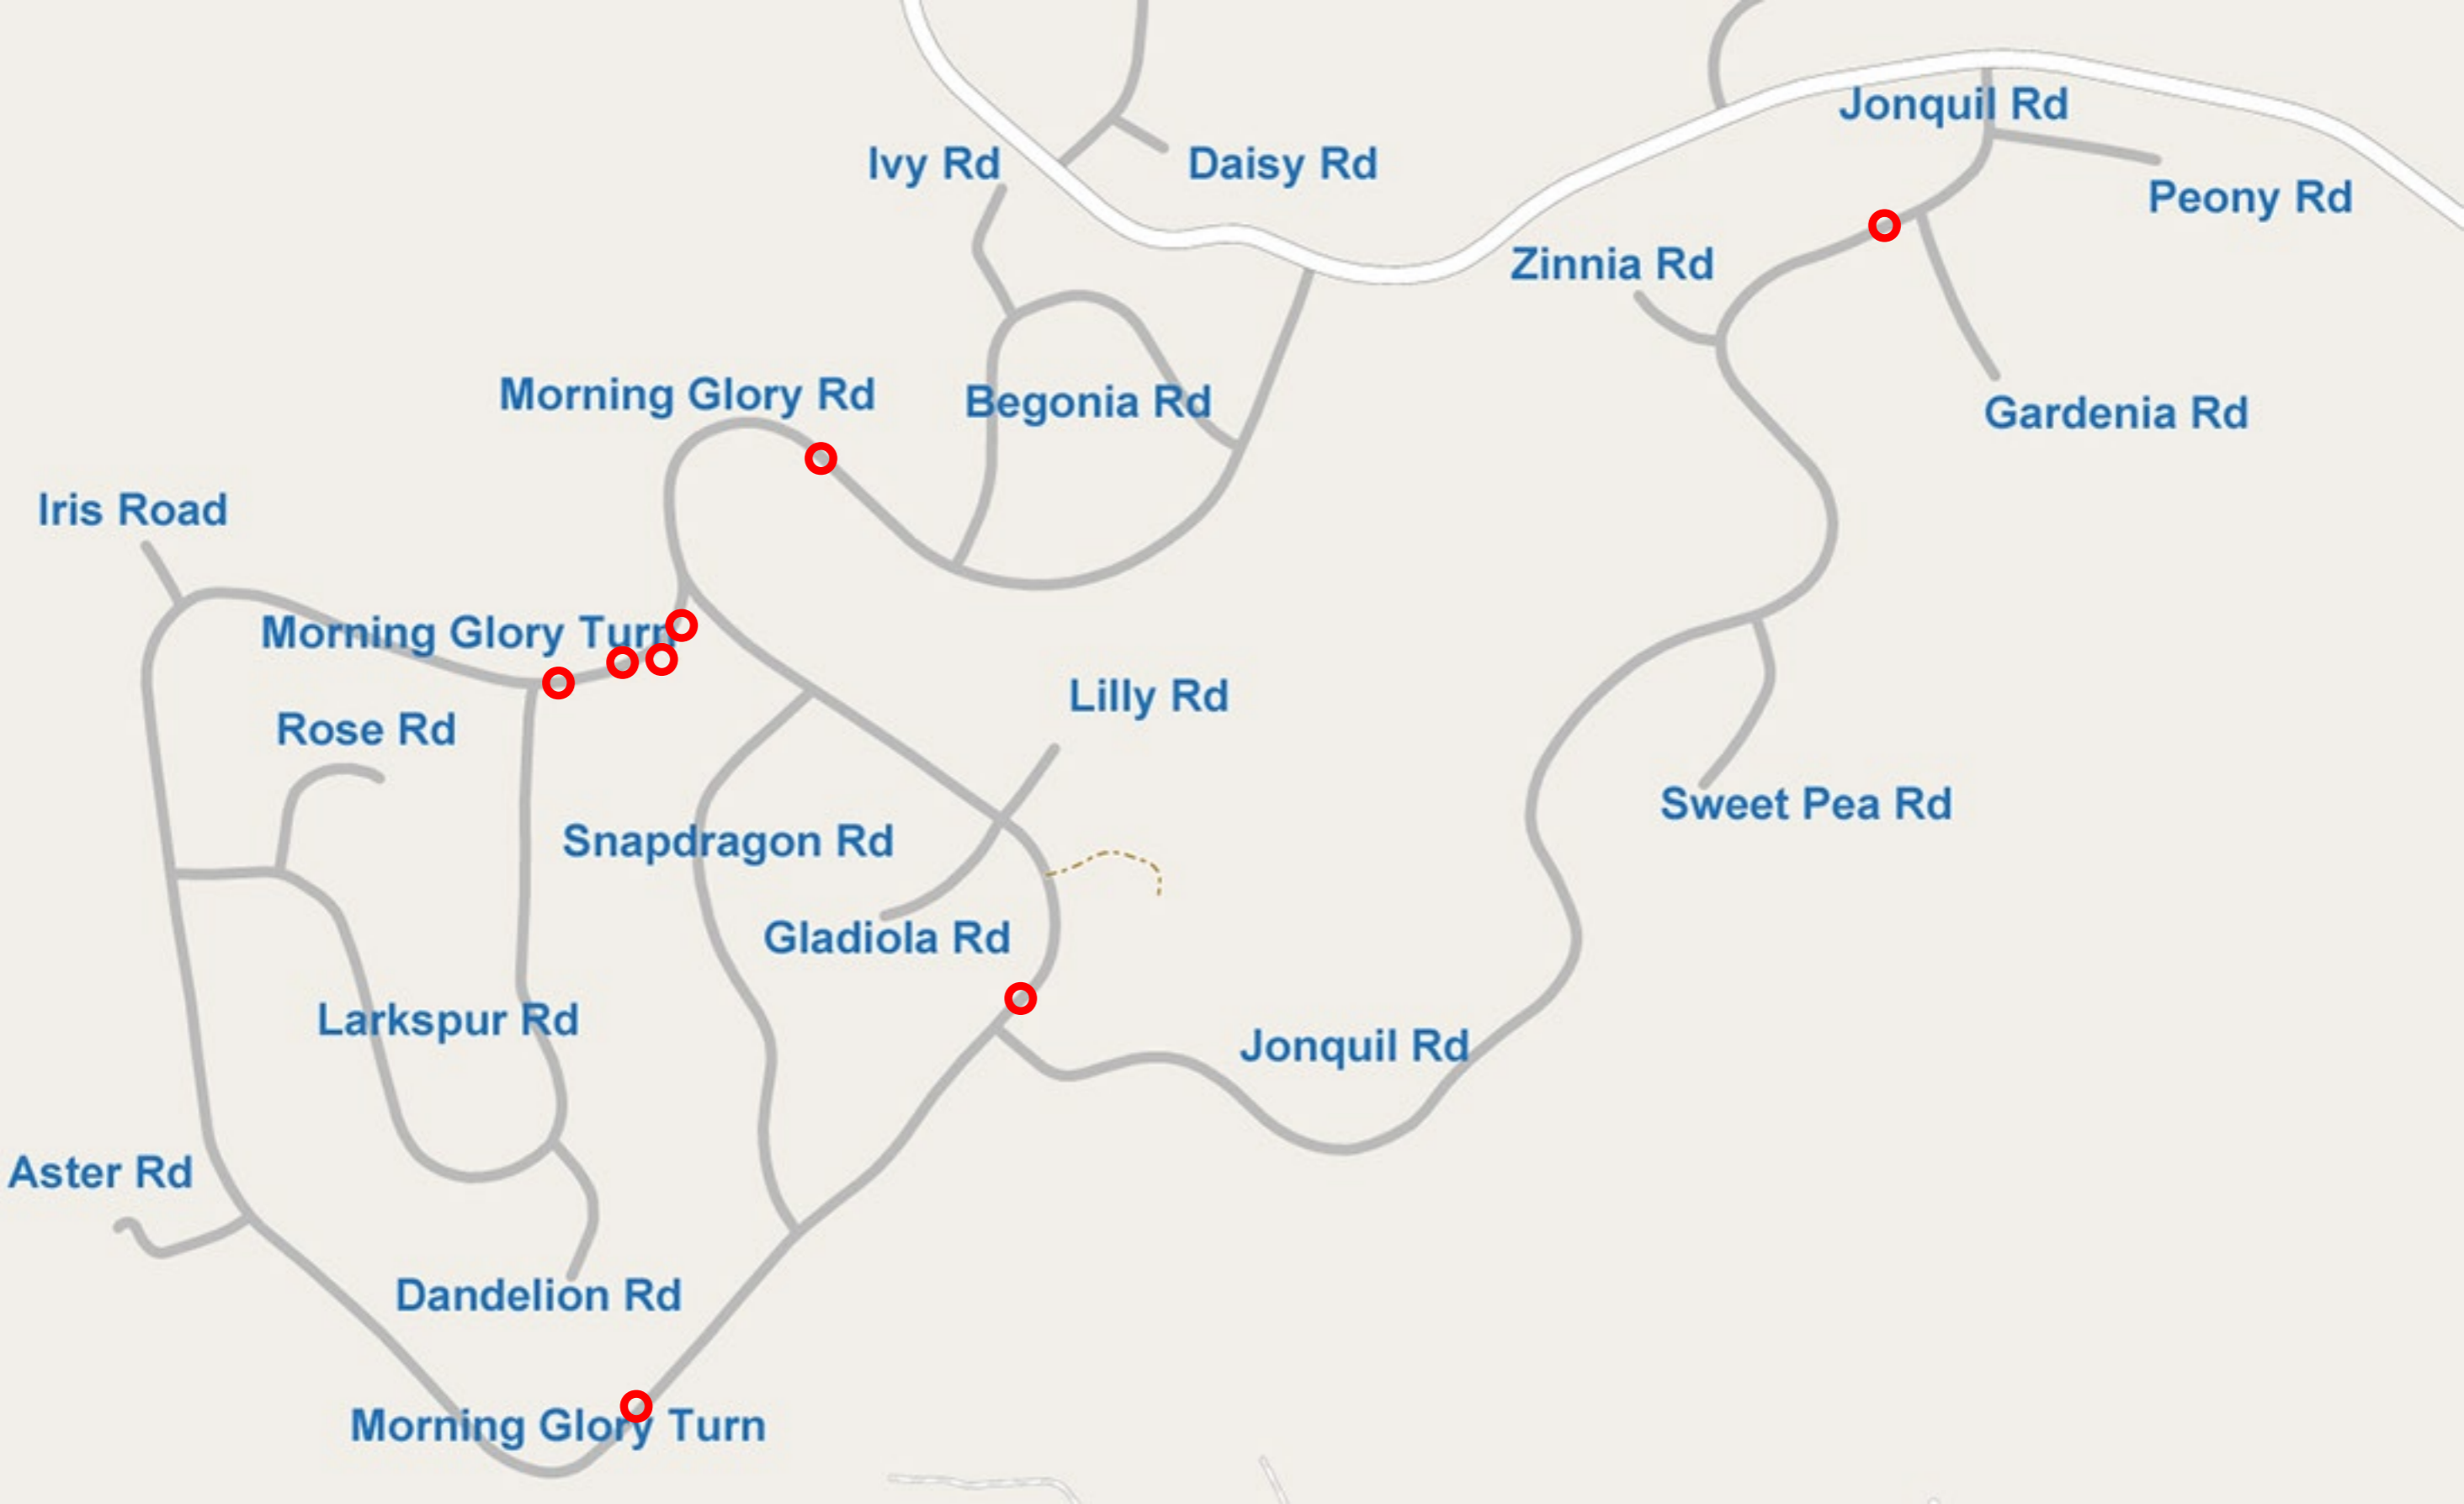 Jonquil Rd
Ivy Rd
Daisy Rd
Peony Rd
Zinnia Rd
Morning Glory Rd
Begonia Rd
Gardenia Rd
Iris Road
Morning Glory Turn
Lilly Rd
Rose Rd
Sweet Pea Rd
Snapdragon Rd
Gladiola Rd
Larkspur Rd
Jonquil Rd
Aster Rd
Dandelion Rd
Morning Glory Turn